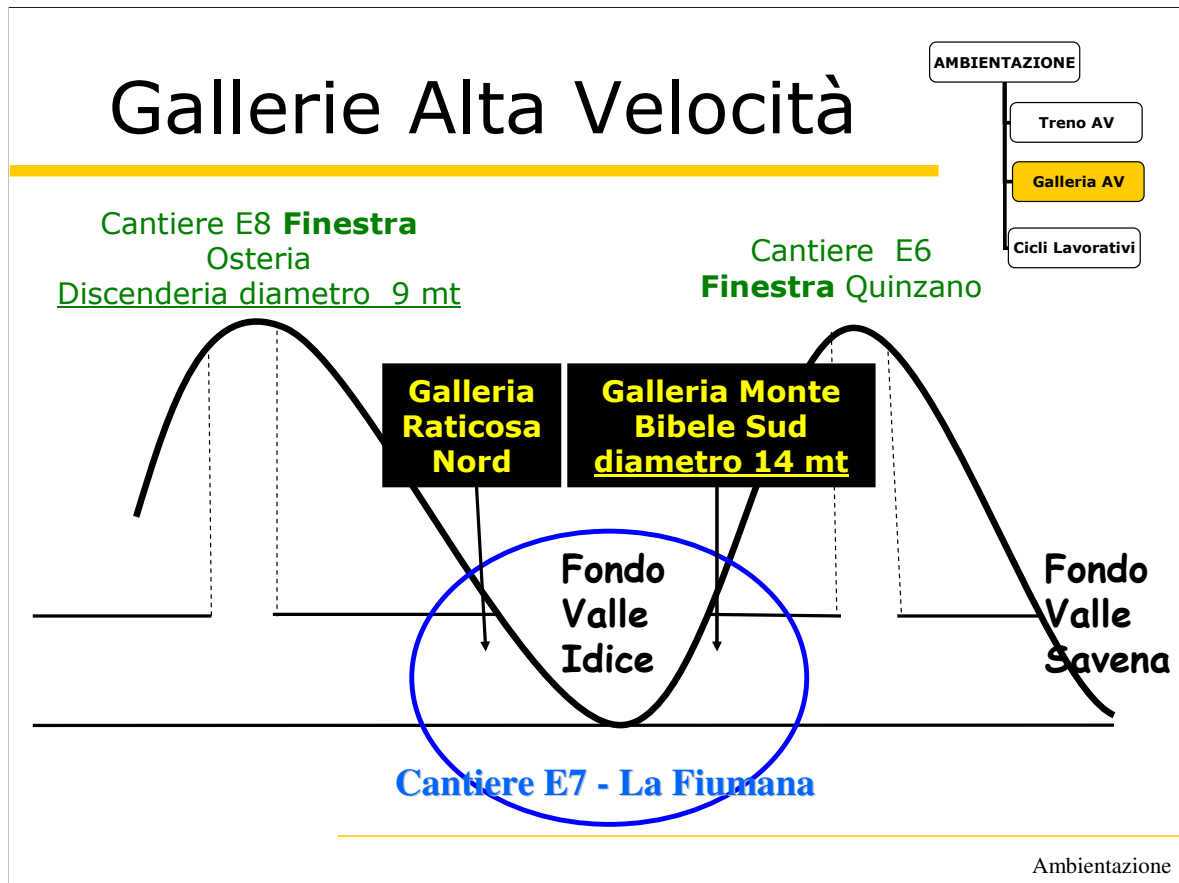 Gallerie Alta Velocità
AMBIENTAZIONE
Treno AV
Galleria AV
Cicli Lavorativi
Cantiere E8 Finestra
Osteria
Discenderia diametro 9 mt
Cantiere E6
Finestra Quinzano
Galleria
Raticosa
Nord
Galleria Monte
Bibele Sud
diametro 14 mt
Fondo
Valle
Idice
Fondo
Valle
Savena
Cantiere E7 - La Fiumana
Ambientazione